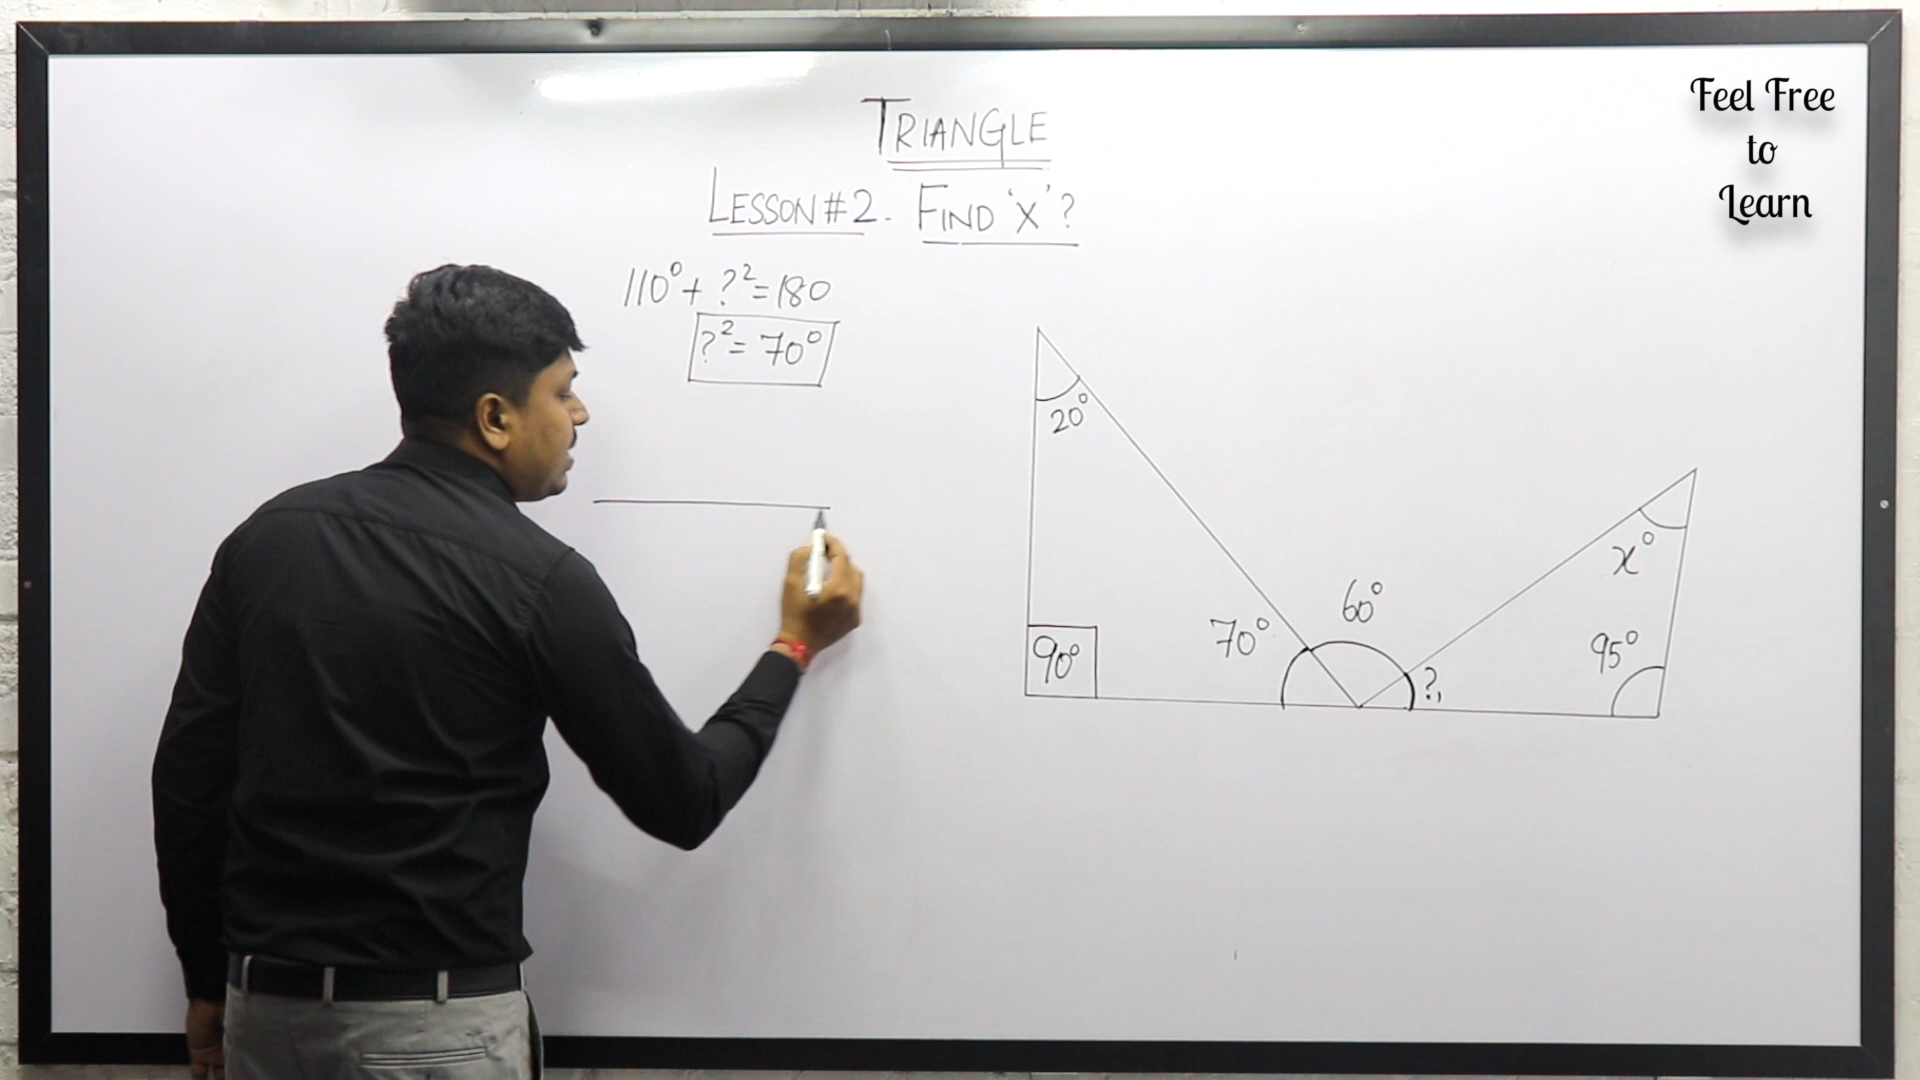 Feel Free
to
Learn
TRIANGLE
LESSON #2. FIND 'X' ?
110° + ?² = 180
?² = 70°
20°
90°
70°
60°
?₁
x°
95°